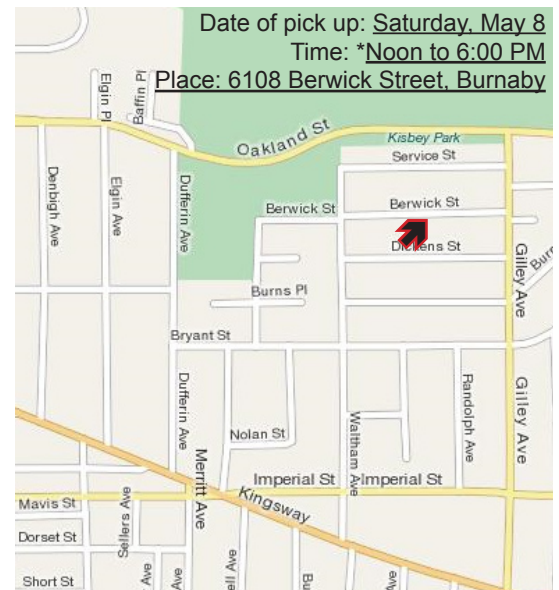 Date of pick up: Saturday, May 8
Time: *Noon to 6:00 PM
Place: 6108 Berwick Street, Burnaby
Elgin Pl
Baffin Pl
Oakland St
Kisbey Park
Service St
Denbigh Ave
Elgin Ave
Dufferin Ave
Berwick St
Berwick St
Dickens St
Gilley Ave
Burns Pl
Bryant St
Dufferin Ave
Randolph Ave
Gilley Ave
Nolan St
Waltham Ave
Merritt Ave
Imperial St
Imperial St
Kingsway
Mavis St
Sellers Ave
Dorset St
Short St
Ave
Ave
Ave